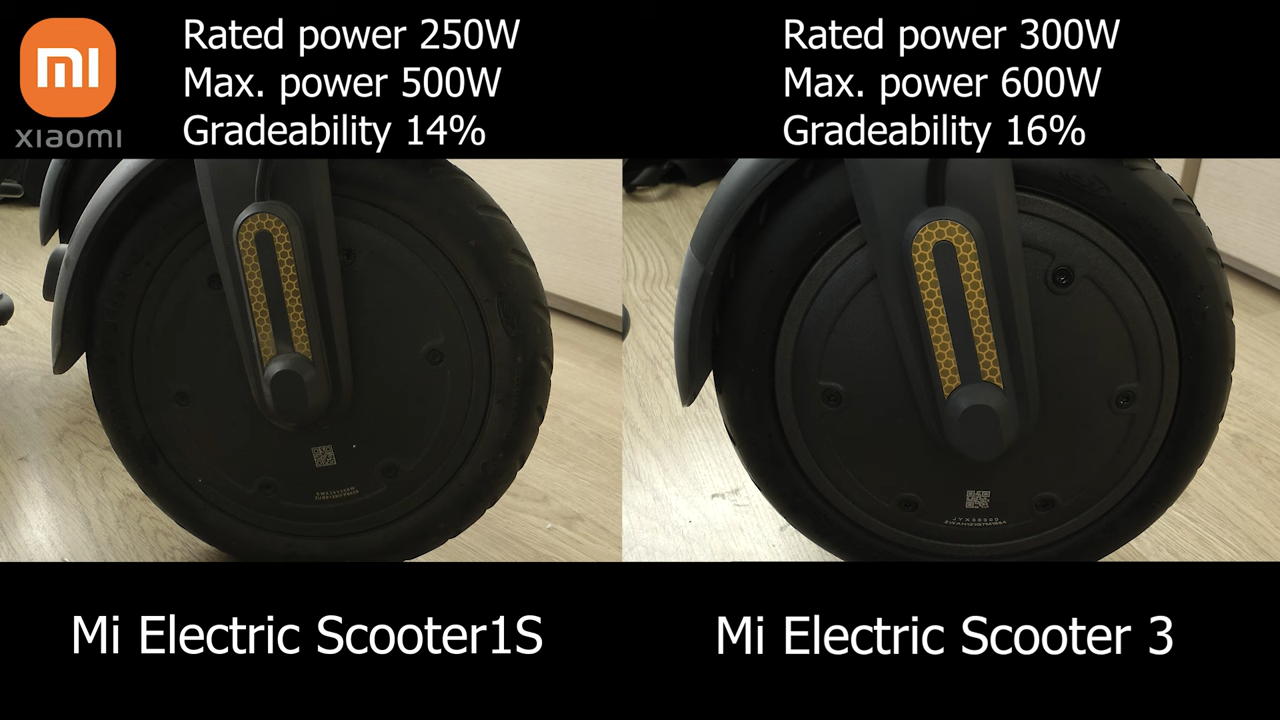 mi
xiaomi
Rated power 250W
Max. power 500W
Gradeability 14%
Rated power 300W
Max. power 600W
Gradeability 16%
Mi Electric Scooter1S
Mi Electric Scooter 3